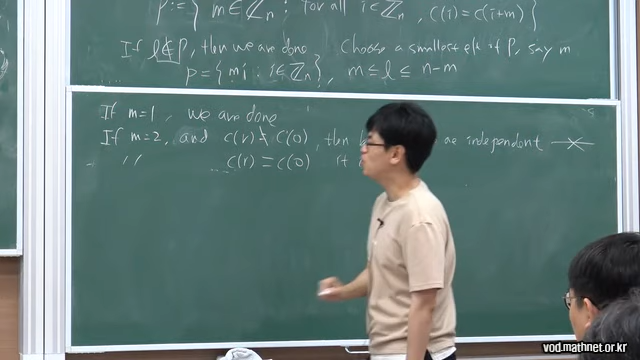 P := { m ∈ ℤn ; for all i ∈ ℤn , c(i) = c(i+m) }
If l ∉ P, then we are done. Choose a smallest elt of P, say m
P = { mi : i ∈ ℤn } , m ≤ l ≤ n-m
If m=1 , we are done
If m=2, and c(1) ≠ c(0) , then are independent
" c(1) = c(0) it
vod.mathnet.or.kr